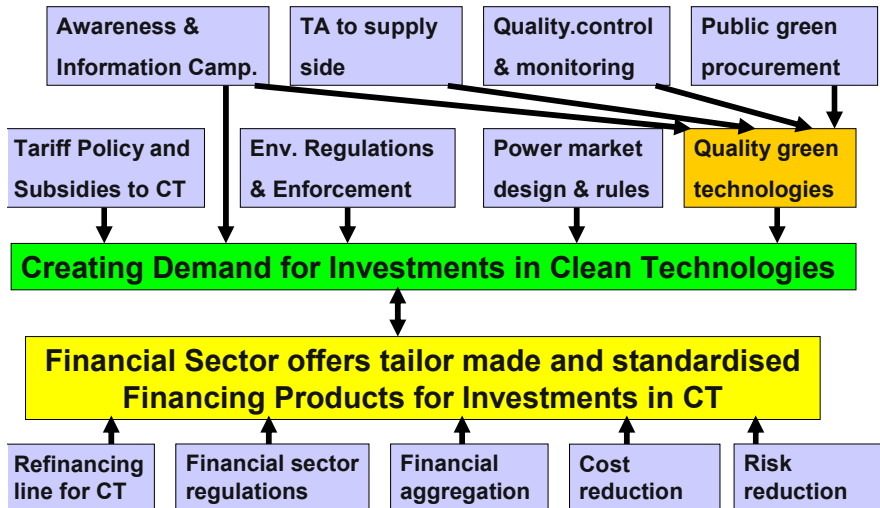 Awareness &
Information Camp.
TA to supply
side
Quality.control
& monitoring
Public green
procurement
Tariff Policy and
Subsidies to CT
Env. Regulations
& Enforcement
Power market
design & rules
Quality green
technologies
Creating Demand for Investments in Clean Technologies
Financial Sector offers tailor made and standardised
Financing Products for Investments in CT
Refinancing
line for CT
Financial sector
regulations
Financial
aggregation
Cost
reduction
Risk
reduction